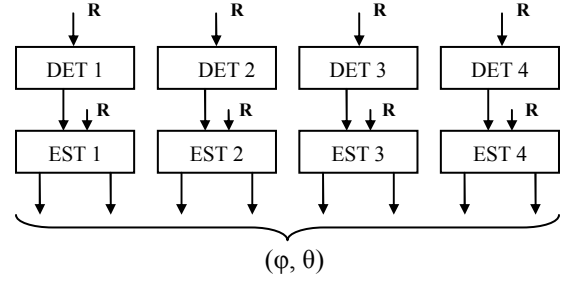 R R R R
DET 1 DET 2 DET 3 DET 4
R R R R
EST 1 EST 2 EST 3 EST 4
(φ, θ)